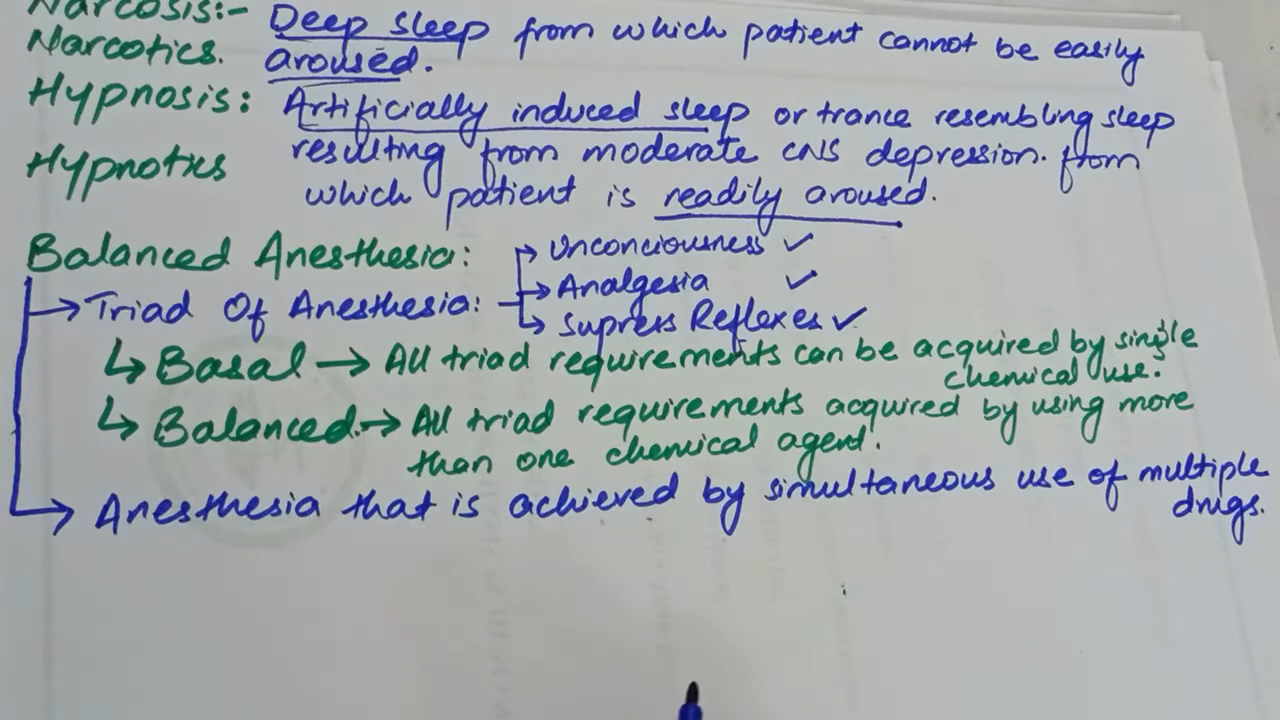 Narcosis:- Deep sleep from which patient cannot be easily
Narcotics. aroused.
Hypnosis: Artificially induced sleep or trance resembling sleep
Hypnotics resulting from moderate CNS depression. from
which patient is readily aroused.
Balanced Anesthesia:
→ Unconciousness ✓
→ Triad Of Anesthesia: → Analgesia ✓
↳ Supress Reflexes ✓
↳ Basal → All triad requirements can be acquired by single
chemical use.
↳ Balanced. → All triad requirements acquired by using more
than one chemical agent.
→ Anesthesia that is achieved by simultaneous use of multiple
drugs.